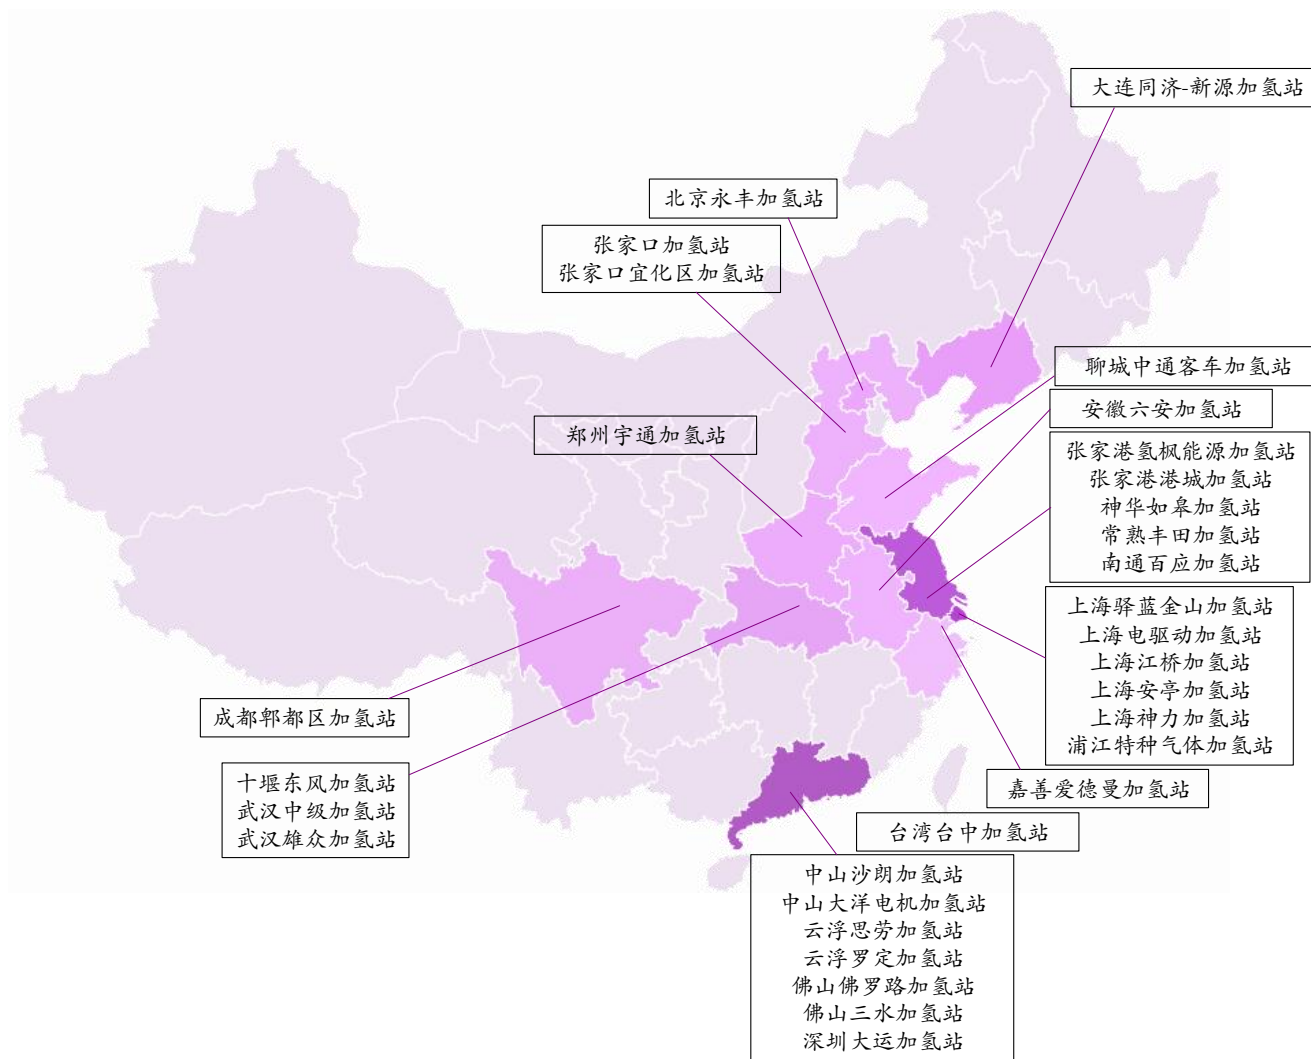 大连同济-新源加氢站
北京永丰加氢站
张家口加氢站
张家口宜化区加氢站
聊城中通客车加氢站
安徽六安加氢站
郑州宇通加氢站
张家港氢枫能源加氢站
张家港港城加氢站
神华如皋加氢站
常熟丰田加氢站
南通百应加氢站
上海驿蓝金山加氢站
上海电驱动加氢站
上海江桥加氢站
上海安亭加氢站
上海神力加氢站
浦江特种气体加氢站
成都郫都区加氢站
十堰东风加氢站
武汉中级加氢站
武汉雄众加氢站
嘉善爱德曼加氢站
台湾台中加氢站
中山沙朗加氢站
中山大洋电机加氢站
云浮思劳加氢站
云浮罗定加氢站
佛山佛罗路加氢站
佛山三水加氢站
深圳大运加氢站